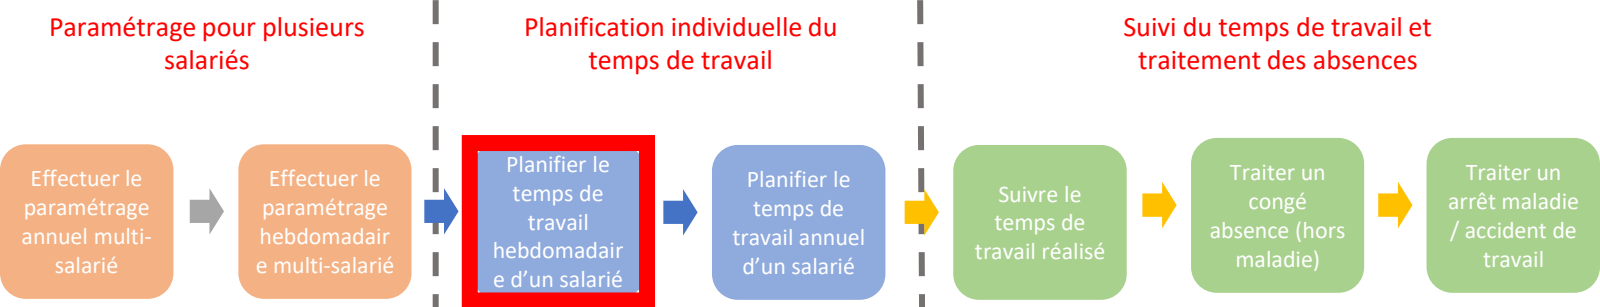 Paramétrage pour plusieurs
salariés
Planification individuelle du
temps de travail
Suivi du temps de travail et
traitement des absences
Effectuer le
paramétrage
annuel multi-
salarié
Effectuer le
paramétrage
hebdomadair
e multi-salarié
Planifier le
temps de
travail
hebdomadair
e d’un salarié
Planifier le
temps de
travail annuel
d’un salarié
Suivre le
temps de
travail réalisé
Traiter un
congé
absence (hors
maladie)
Traiter un
arrêt maladie
/ accident de
travail